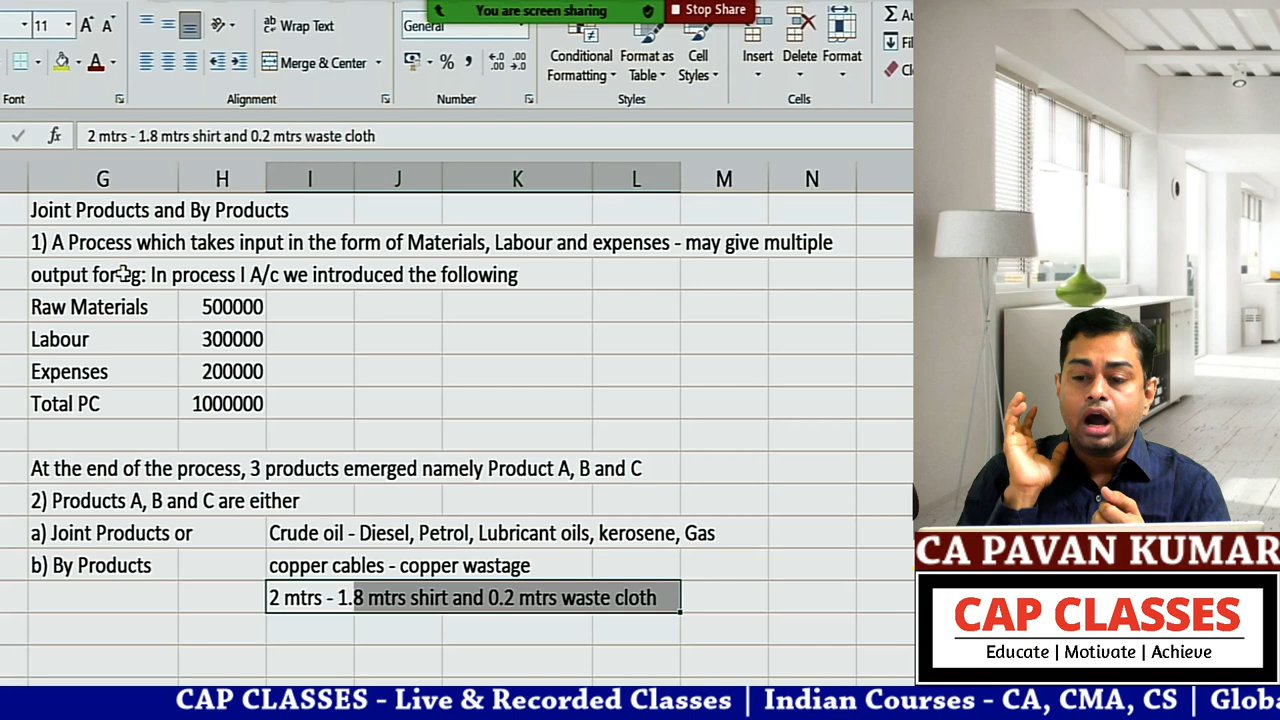 You are screen sharing
Stop Share
11
A A
Wrap Text
General
Merge & Center
Conditional Formatting
Format as Table
Cell Styles
Insert
Delete
Format
Font
Alignment
Number
Styles
Cells
fx
2 mtrs - 1.8 mtrs shirt and 0.2 mtrs waste cloth
G H I J K L M N
Joint Products and By Products
1) A Process which takes input in the form of Materials, Labour and expenses - may give multiple
output for g: In process I A/c we introduced the following
Raw Materials 500000
Labour 300000
Expenses 200000
Total PC 1000000
At the end of the process, 3 products emerged namely Product A, B and C
2) Products A, B and C are either
a) Joint Products or Crude oil - Diesel, Petrol, Lubricant oils, kerosene, Gas
b) By Products copper cables - copper wastage
2 mtrs - 1.8 mtrs shirt and 0.2 mtrs waste cloth
CA PAVAN KUMAR
CAP CLASSES
Educate | Motivate | Achieve
CAP CLASSES - Live & Recorded Classes | Indian Courses - CA, CMA, CS |